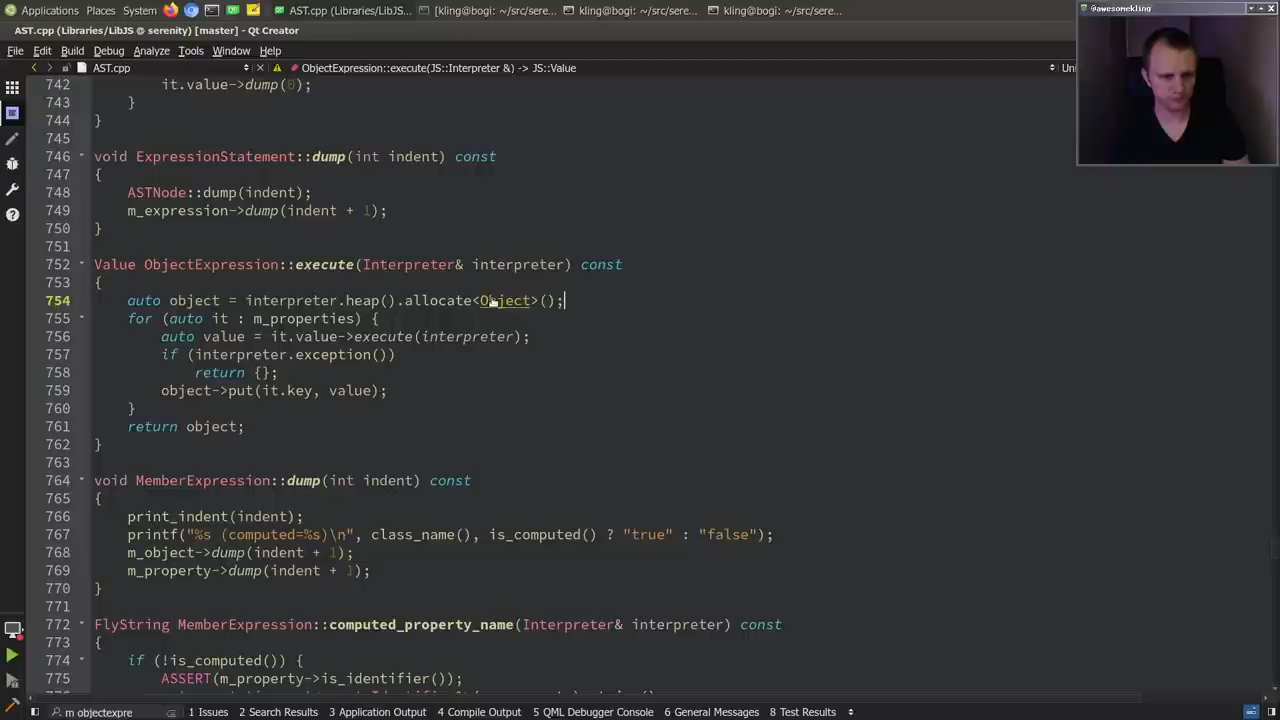 Applications Places System AST.cpp (Libraries/LibJS... [kling@bogi: ~/src/sere... kling@bogi: ~/src/sere... kling@bogi: ~/src/sere...
@awesomekling
AST.cpp (Libraries/LibJS @ serenity) [master] - Qt Creator
File Edit Build Debug Analyze Tools Window Help
AST.cpp ObjectExpression::execute(JS::Interpreter &) -> JS::Value Un
742 it.value->dump(0);
743 }
744 }
745
746 void ExpressionStatement::dump(int indent) const
747 {
748 ASTNode::dump(indent);
749 m_expression->dump(indent + 1);
750 }
751
752 Value ObjectExpression::execute(Interpreter& interpreter) const
753 {
754 auto object = interpreter.heap().allocate<Object>();
755 for (auto it : m_properties) {
756 auto value = it.value->execute(interpreter);
757 if (interpreter.exception())
758 return {};
759 object->put(it.key, value);
760 }
761 return object;
762 }
763
764 void MemberExpression::dump(int indent) const
765 {
766 print_indent(indent);
767 printf("%s (computed=%s)\n", class_name(), is_computed() ? "true" : "false");
768 m_object->dump(indent + 1);
769 m_property->dump(indent + 1);
770 }
771
772 FlyString MemberExpression::computed_property_name(Interpreter& interpreter) const
773 {
774 if (!is_computed()) {
775 ASSERT(m_property->is_identifier());
m objectexpre 1 Issues 2 Search Results 3 Application Output 4 Compile Output 5 QML Debugger Console 6 General Messages 8 Test Results